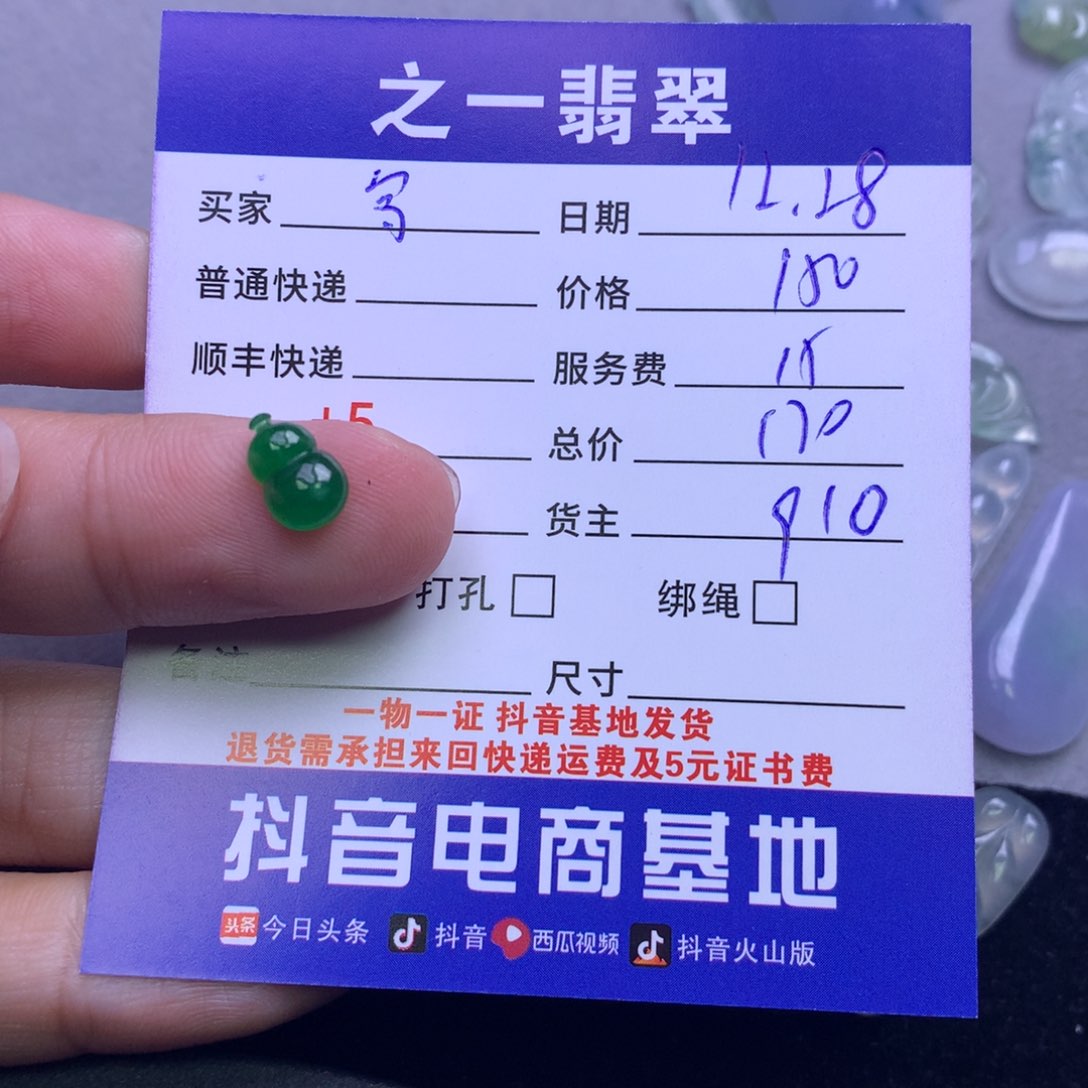 之一翡翠
买家 日期 11.28
普通快递 价格 180
顺丰快递 服务费 15
+5 总价 170
货主 910
打孔 绑绳
备注 尺寸
一物一证 抖音基地发货
退货需承担来回快递运费及5元证书费
抖音电商基地
头条 今日头条 抖音 西瓜视频 抖音火山版